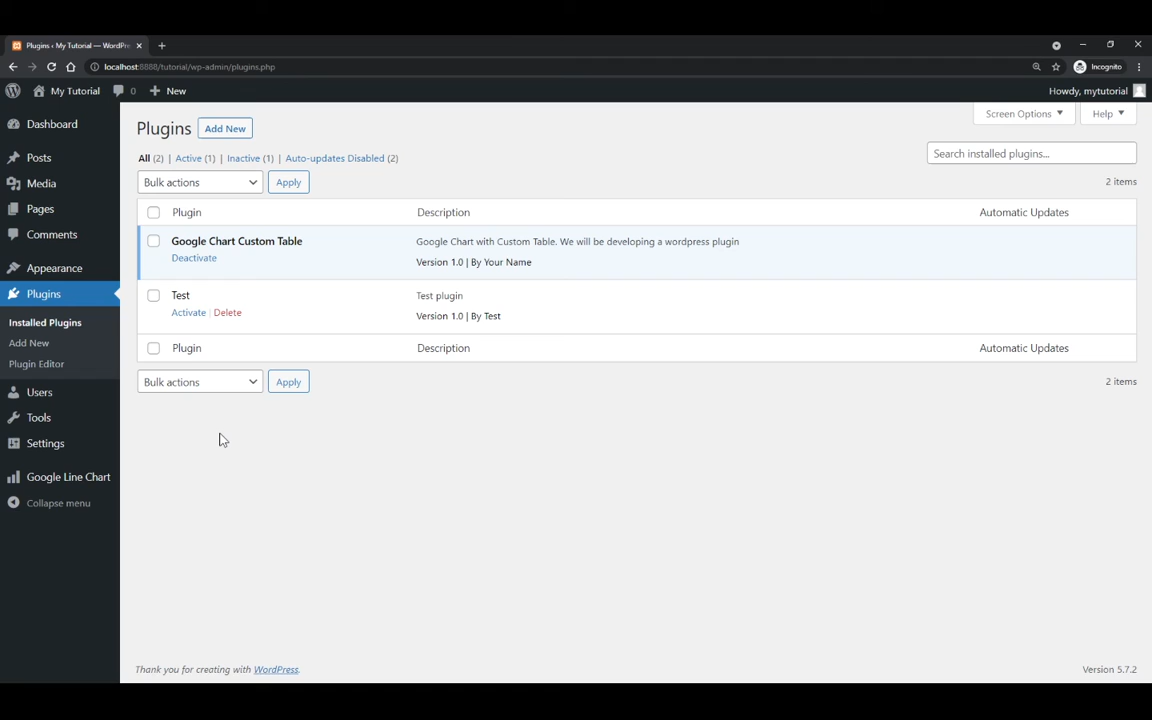 Plugins ‹ My Tutorial — WordPre
localhost:8888/tutorial/wp-admin/plugins.php
Incognito
My Tutorial
0
New
Howdy, mytutorial
Dashboard
Posts
Media
Pages
Comments
Appearance
Plugins
Installed Plugins
Add New
Plugin Editor
Users
Tools
Settings
Google Line Chart
Collapse menu
Screen Options
Help
Plugins
Add New
All (2) | Active (1) | Inactive (1) | Auto-updates Disabled (2)
Search installed plugins...
Bulk actions
Apply
2 items
Plugin Description Automatic Updates
Google Chart Custom Table
Deactivate
Google Chart with Custom Table. We will be developing a wordpress plugin
Version 1.0 | By Your Name
Test
Activate | Delete
Test plugin
Version 1.0 | By Test
Plugin Description Automatic Updates
Bulk actions
Apply
2 items
Thank you for creating with WordPress.
Version 5.7.2